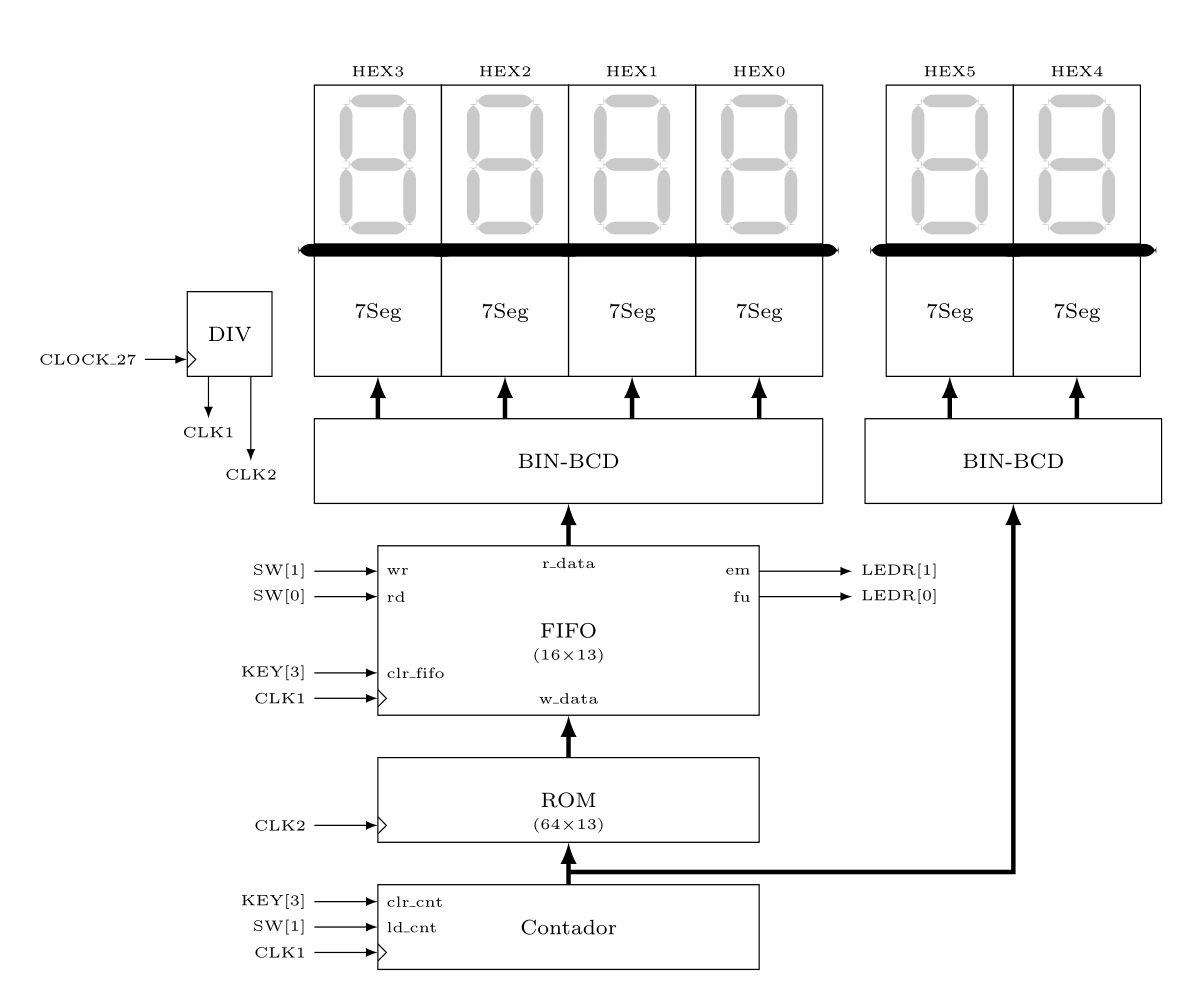 HEX3 HEX2 HEX1 HEX0 HEX5 HEX4
7Seg 7Seg 7Seg 7Seg 7Seg 7Seg
DIV
CLOCK_27
CLK1
CLK2
BIN-BCD BIN-BCD
r_data
SW[1] wr em LEDR[1]
SW[0] rd fu LEDR[0]
FIFO
(16×13)
KEY[3] clr_fifo
CLK1 w_data
ROM
CLK2 (64×13)
KEY[3] clr_cnt
SW[1] ld_cnt Contador
CLK1